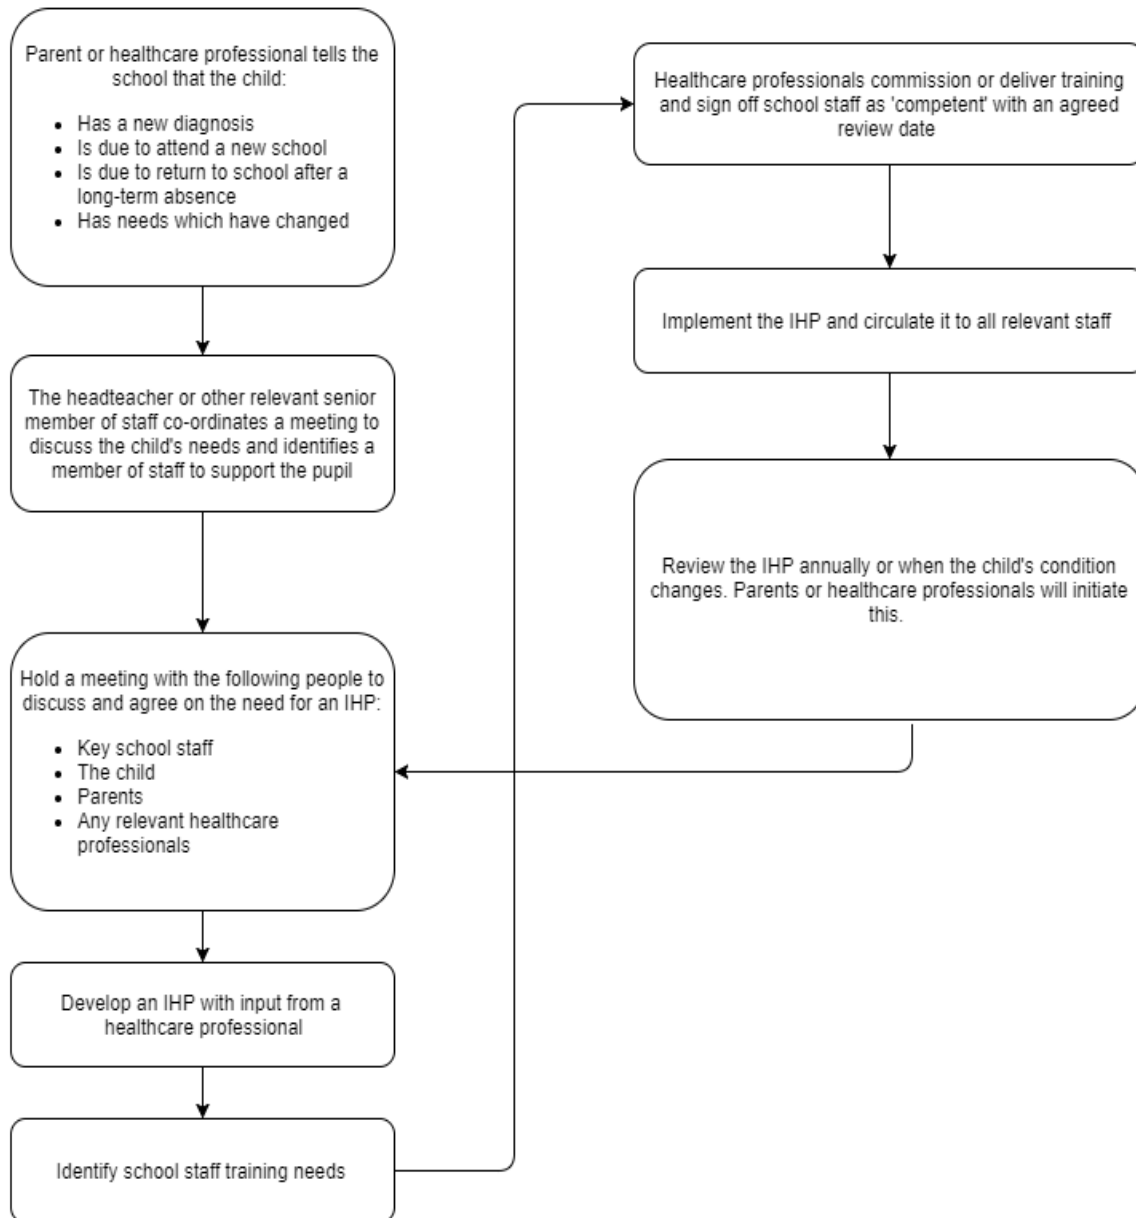 Parent or healthcare professional tells the
school that the child:
• Has a new diagnosis
• Is due to attend a new school
• Is due to return to school after a
long-term absence
• Has needs which have changed
The headteacher or other relevant senior
member of staff co-ordinates a meeting to
discuss the child's needs and identifies a
member of staff to support the pupil
Hold a meeting with the following people to
discuss and agree on the need for an IHP:
• Key school staff
• The child
• Parents
• Any relevant healthcare
professionals
Develop an IHP with input from a
healthcare professional
Identify school staff training needs
Healthcare professionals commission or deliver training
and sign off school staff as 'competent' with an agreed
review date
Implement the IHP and circulate it to all relevant staff
Review the IHP annually or when the child's condition
changes. Parents or healthcare professionals will initiate
this.